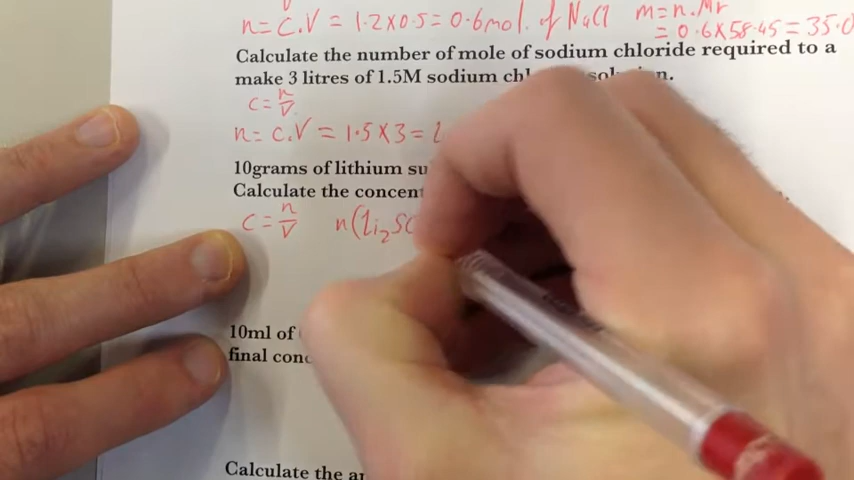 n = C.V = 1.2 x 0.5 = 0.6mol. of NaCl m = n.Mr
= 0.6 x 58.45 = 35.0
Calculate the number of mole of sodium chloride required to a
make 3 litres of 1.5M sodium
c = n/V
n = C.V = 1.5 x 3 =
10grams of lithium su
Calculate the concent
C = n/V n(Li₂SO
10ml of
final conc
Calculate the ar